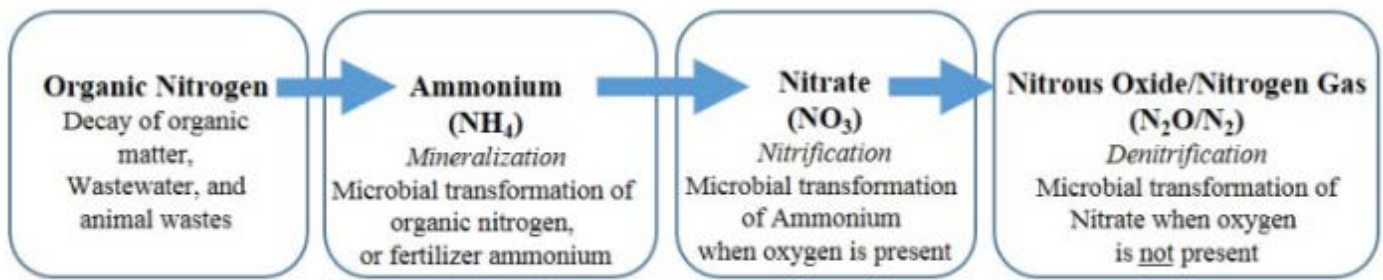 Organic Nitrogen
Decay of organic
matter,
Wastewater, and
animal wastes
Ammonium
(NH₄)
Mineralization
Microbial transformation of
organic nitrogen,
or fertilizer ammonium
Nitrate
(NO₃)
Nitrification
Microbial transformation
of Ammonium
when oxygen is present
Nitrous Oxide/Nitrogen Gas
(N₂O/N₂)
Denitrification
Microbial transformation of
Nitrate when oxygen
is not present